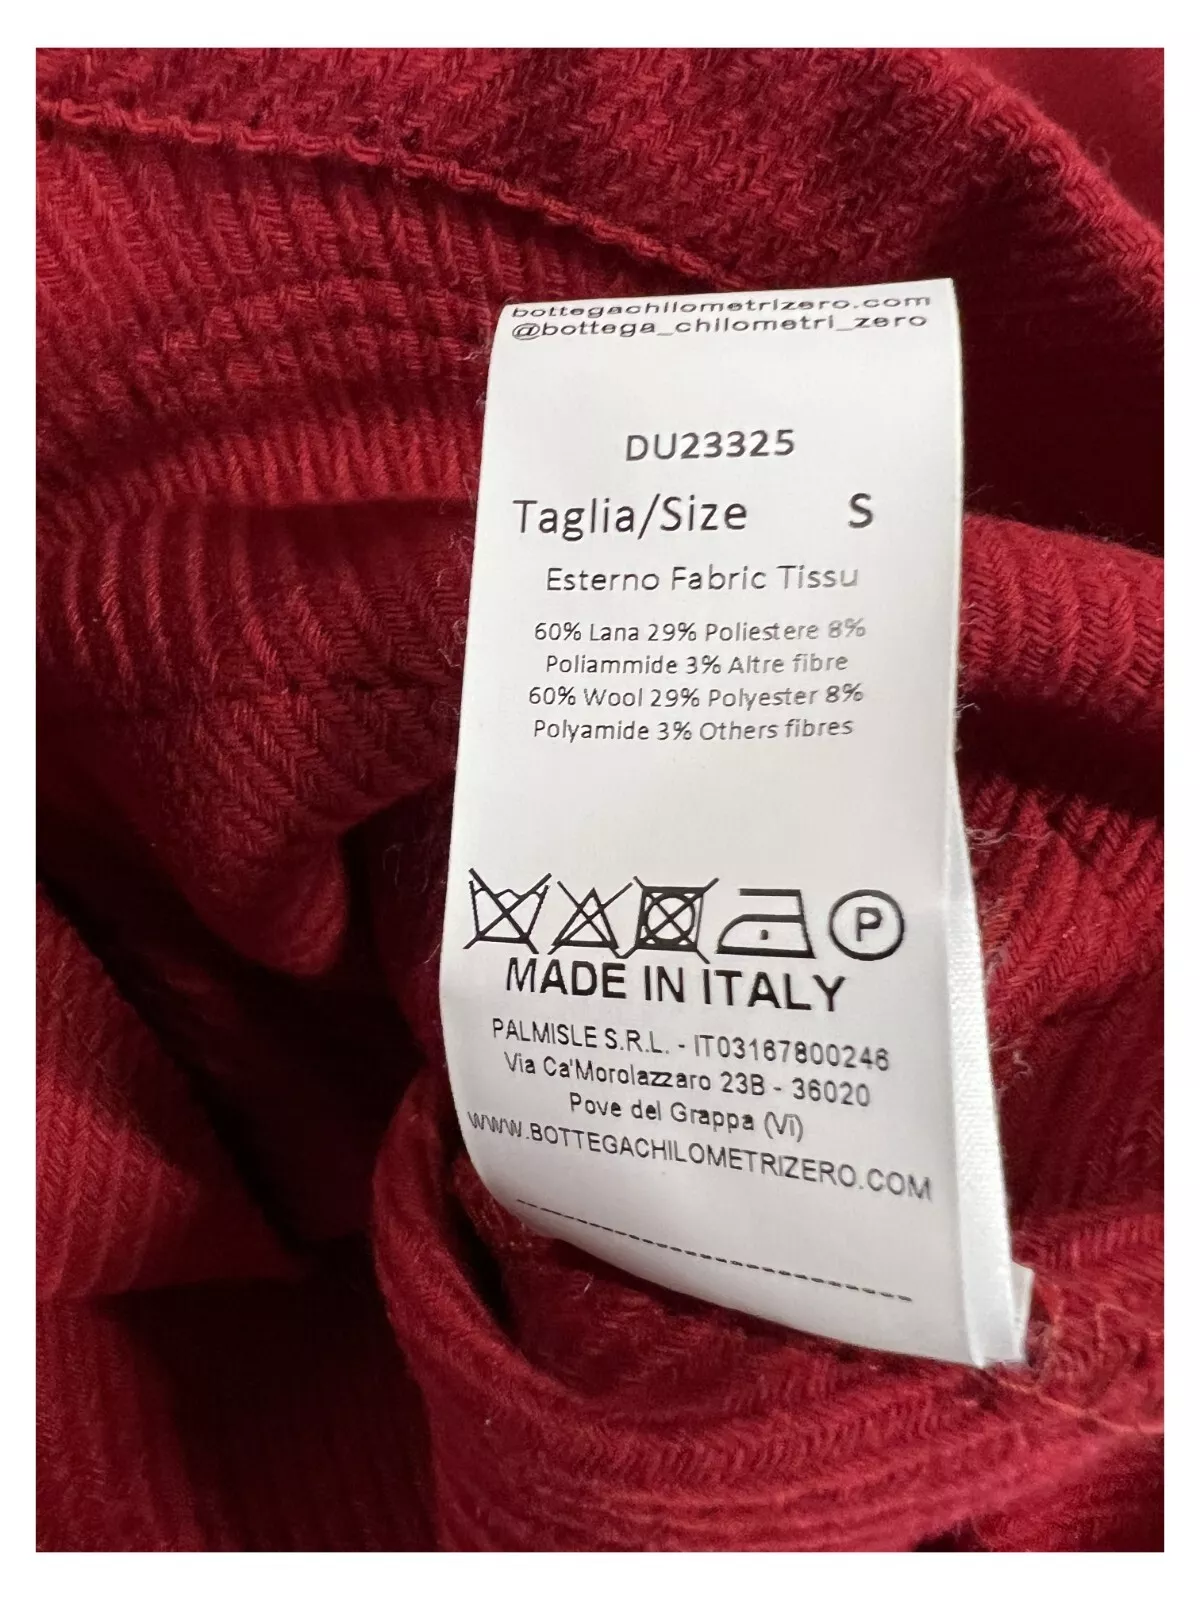 bottegachilometrizero.com
@bottega_chilometri_zero
DU23325
Taglia/Size S
Esterno Fabric Tissu
60% Lana 29% Poliestere 8%
Poliammide 3% Altre fibre
60% Wool 29% Polyester 8%
Polyamide 3% Others fibres
P
MADE IN ITALY
PALMISLE S.R.L. - IT03167800246
Via Ca'Morolazzaro 23B - 36020
Pove del Grappa (Vi)
WWW.BOTTEGACHILOMETRIZERO.COM